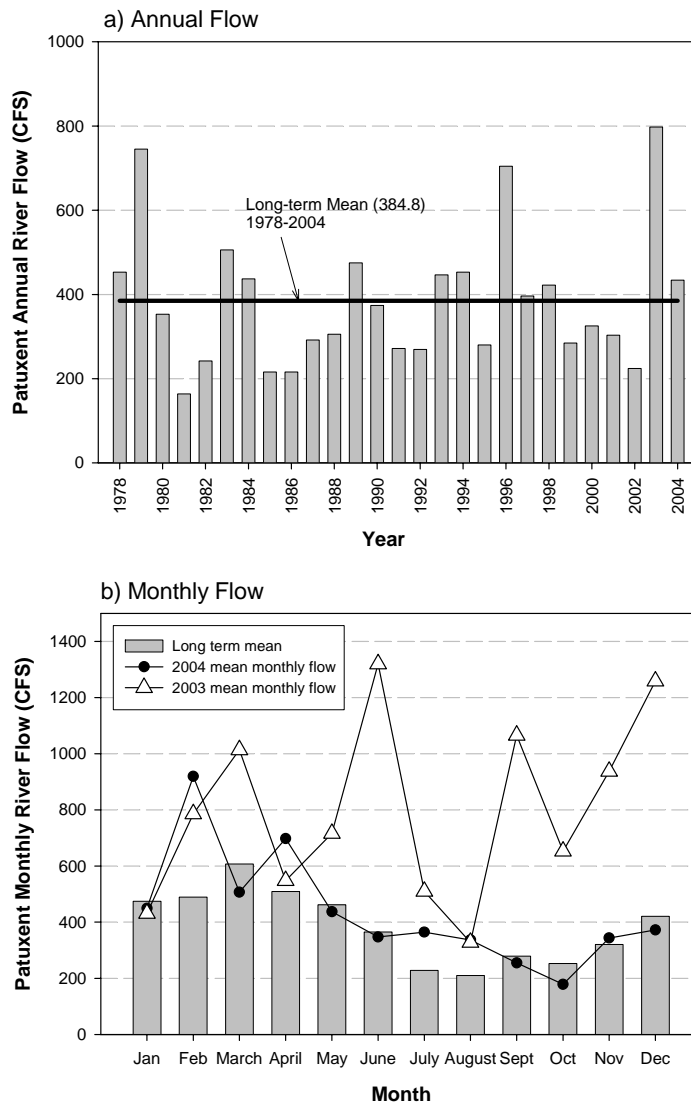 a) Annual Flow
Patuxent Annual River Flow (CFS)
1000
800
600
400
200
0
Long-term Mean (384.8)
1978-2004
1978
1980
1982
1984
1986
1988
1990
1992
1994
1996
1998
2000
2002
2004
Year
b) Monthly Flow
Patuxent Monthly River Flow (CFS)
1400
1200
1000
800
600
400
200
0
Long term mean
2004 mean monthly flow
2003 mean monthly flow
Jan Feb March April May June July August Sept Oct Nov Dec
Month